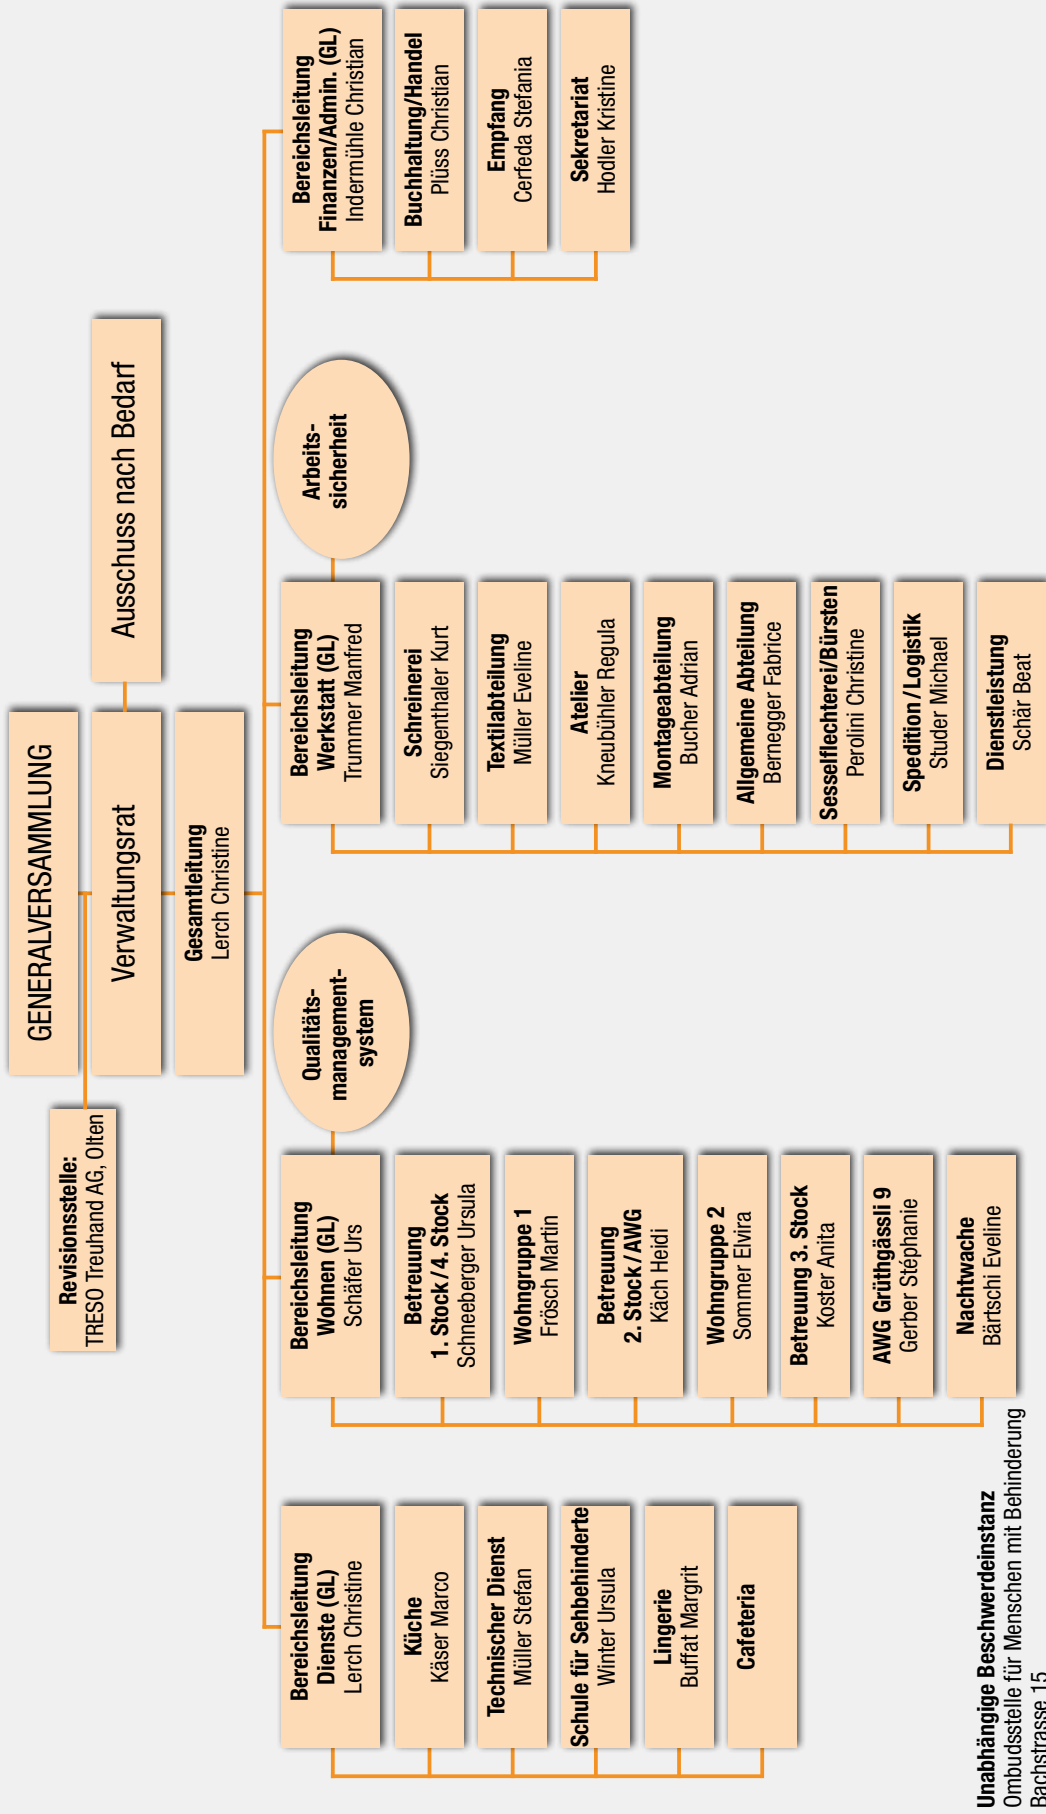 GENERALVERSAMMLUNG
Revisionsstelle:
TRESO Treuhand AG, Olten
Verwaltungsrat
Ausschuss nach Bedarf
Gesamtleitung
Lerch Christine
Bereichsleitung
Dienste (GL)
Lerch Christine
Küche
Käser Marco
Technischer Dienst
Müller Stefan
Schule für Sehbehinderte
Winter Ursula
Lingerie
Buffat Margrit
Cafeteria
Bereichsleitung
Wohnen (GL)
Schäfer Urs
Qualitäts-
management-
system
Betreuung
1. Stock / 4. Stock
Schneeberger Ursula
Wohngruppe 1
Frösch Martin
Betreuung
2. Stock / AWG
Käch Heidi
Wohngruppe 2
Sommer Elvira
Betreuung 3. Stock
Koster Anita
AWG Grüthgässli 9
Gerber Stéphanie
Nachtwache
Bärtschi Eveline
Bereichsleitung
Werkstatt (GL)
Trummer Manfred
Arbeits-
sicherheit
Schreinerei
Siegenthaler Kurt
Textilabteilung
Müller Eveline
Atelier
Kneubühler Regula
Montageabteilung
Bucher Adrian
Allgemeine Abteilung
Bernegger Fabrice
Sesselflechterei/Bürsten
Perolini Christine
Spedition / Logistik
Studer Michael
Dienstleistung
Schär Beat
Bereichsleitung
Finanzen/Admin. (GL)
Indermühle Christian
Buchhaltung/Handel
Plüss Christian
Empfang
Cerfeda Stefania
Sekretariat
Hodler Kristine
Unabhängige Beschwerdeinstanz
Ombudsstelle für Menschen mit Behinderung
Bachstrasse 15